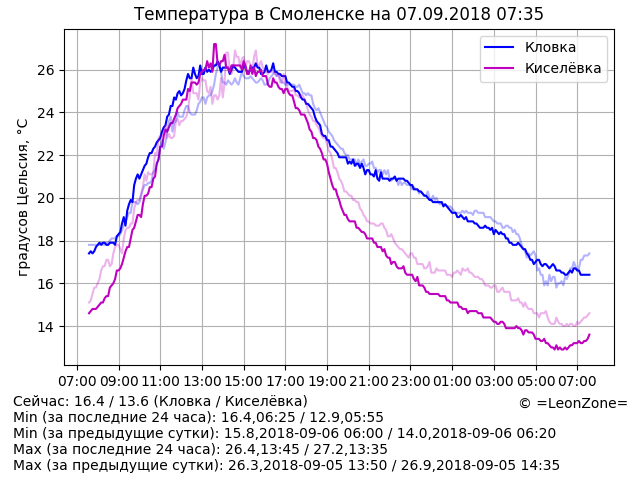 Температура в Смоленске на 07.09.2018 07:35
Кловка
Киселёвка
градусов Цельсия, °C
26
24
22
20
18
16
14
07:00 09:00 11:00 13:00 15:00 17:00 19:00 21:00 23:00 01:00 03:00 05:00 07:00
Сейчас: 16.4 / 13.6 (Кловка / Киселёвка)
© =LeonZone=
Min (за последние 24 часа): 16.4,06:25 / 12.9,05:55
Min (за предыдущие сутки): 15.8,2018-09-06 06:00 / 14.0,2018-09-06 06:20
Max (за последние 24 часа): 26.4,13:45 / 27.2,13:35
Max (за предыдущие сутки): 26.3,2018-09-05 13:50 / 26.9,2018-09-05 14:35